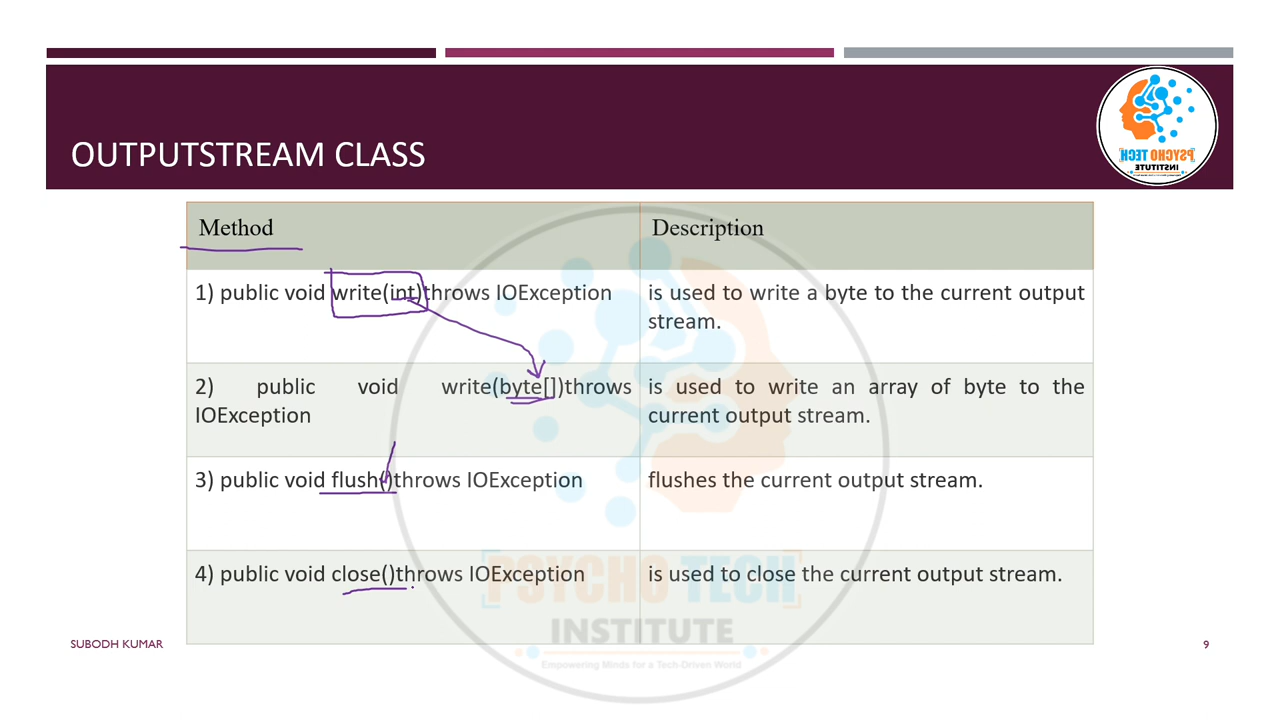 OUTPUTSTREAM CLASS
PSYCHO TECH
INSTITUTE
Method
Description
1) public void write(int)throws IOException
is used to write a byte to the current output
stream.
2) public void write(byte[])throws
IOException
is used to write an array of byte to the
current output stream.
3) public void flush()throws IOException
flushes the current output stream.
4) public void close()throws IOException
is used to close the current output stream.
PSYCHO TECH
INSTITUTE
Empowering Minds for a Tech-Driven World
SUBODH KUMAR
9